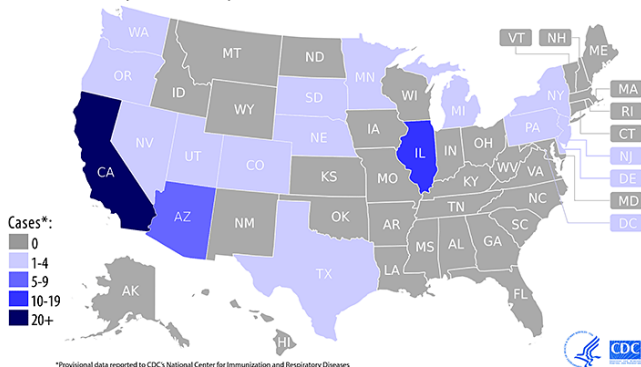 WA
MT
ND
MN
VT
NH
ME
OR
ID
WY
SD
WI
MI
NY
MA
RI
CT
NJ
DE
MD
DC
NV
UT
CO
NE
IA
IL
IN
OH
PA
CA
KS
MO
KY
WV
VA
AZ
NM
OK
AR
TN
NC
SC
TX
LA
MS
AL
GA
FL
AK
HI
Cases*:
0
1-4
5-9
10-19
20+
CDC
*Provisional data reported to CDC's National Center for Immunization and Respiratory Diseases